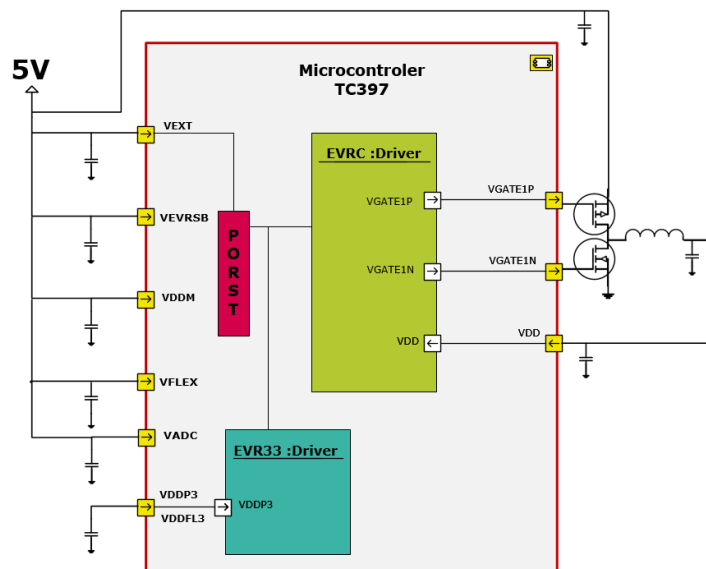 5V
Microcontroler
TC397
VEXT
EVRC :Driver
VGATE1P
VGATE1P
VEVRSB
PORST
VGATE1N
VGATE1N
VDDM
VDD
VDD
VFLEX
VADC
EVR33 :Driver
VDDP3
VDDP3
VDDFL3